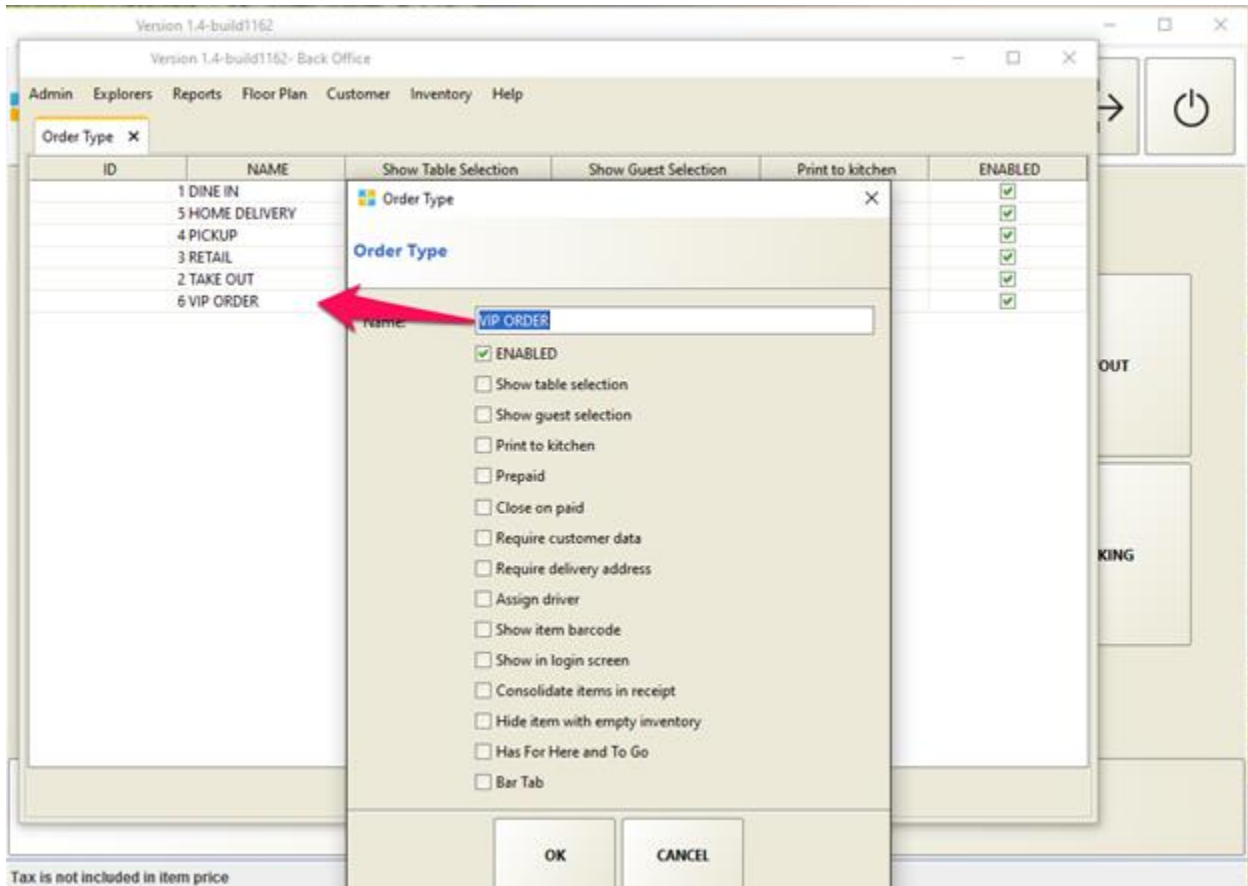 Version 1.4-build1162
Version 1.4-build1162- Back Office
Admin Explorers Reports Floor Plan Customer Inventory Help
Order Type
ID NAME Show Table Selection Show Guest Selection Print to kitchen ENABLED
1 DINE IN
5 HOME DELIVERY
4 PICKUP
3 RETAIL
2 TAKE OUT
6 VIP ORDER
Order Type
Order Type
Name: VIP ORDER
ENABLED
Show table selection
Show guest selection
Print to kitchen
Prepaid
Close on paid
Require customer data
Require delivery address
Assign driver
Show item barcode
Show in login screen
Consolidate items in receipt
Hide item with empty inventory
Has For Here and To Go
Bar Tab
OK CANCEL
OUT
KING
Tax is not included in item price